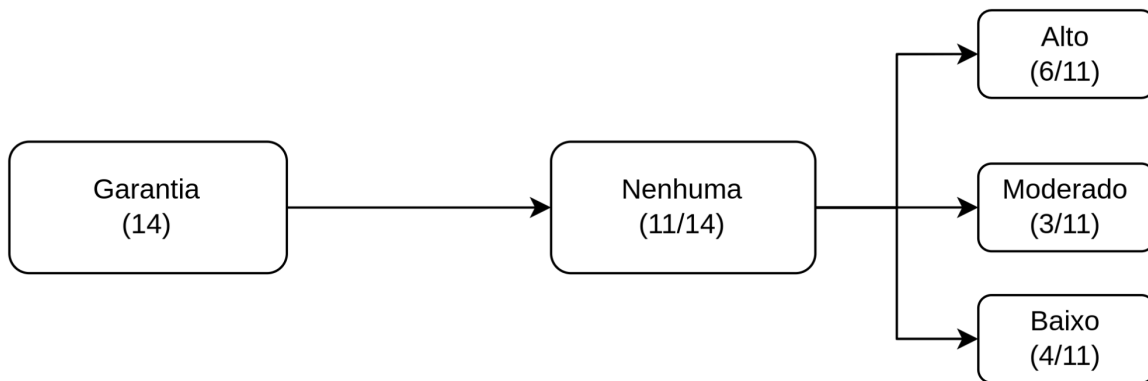 Garantia
(14)
Nenhuma
(11/14)
Alto
(6/11)
Moderado
(3/11)
Baixo
(4/11)